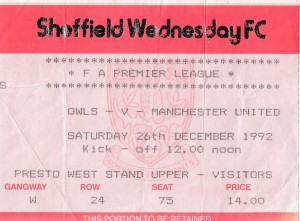 Sheffield Wednesday FC
* F A PREMIER LEAGUE *
OWLS - V - MANCHESTER UNITED
SATURDAY 26th DECEMBER 1992
Kick - off 12.00 noon
PRESTO WEST STAND UPPER - VISITORS
GANGWAY ROW SEAT PRICE
W 24 75 14.00
THIS PORTION TO BE RETAINED